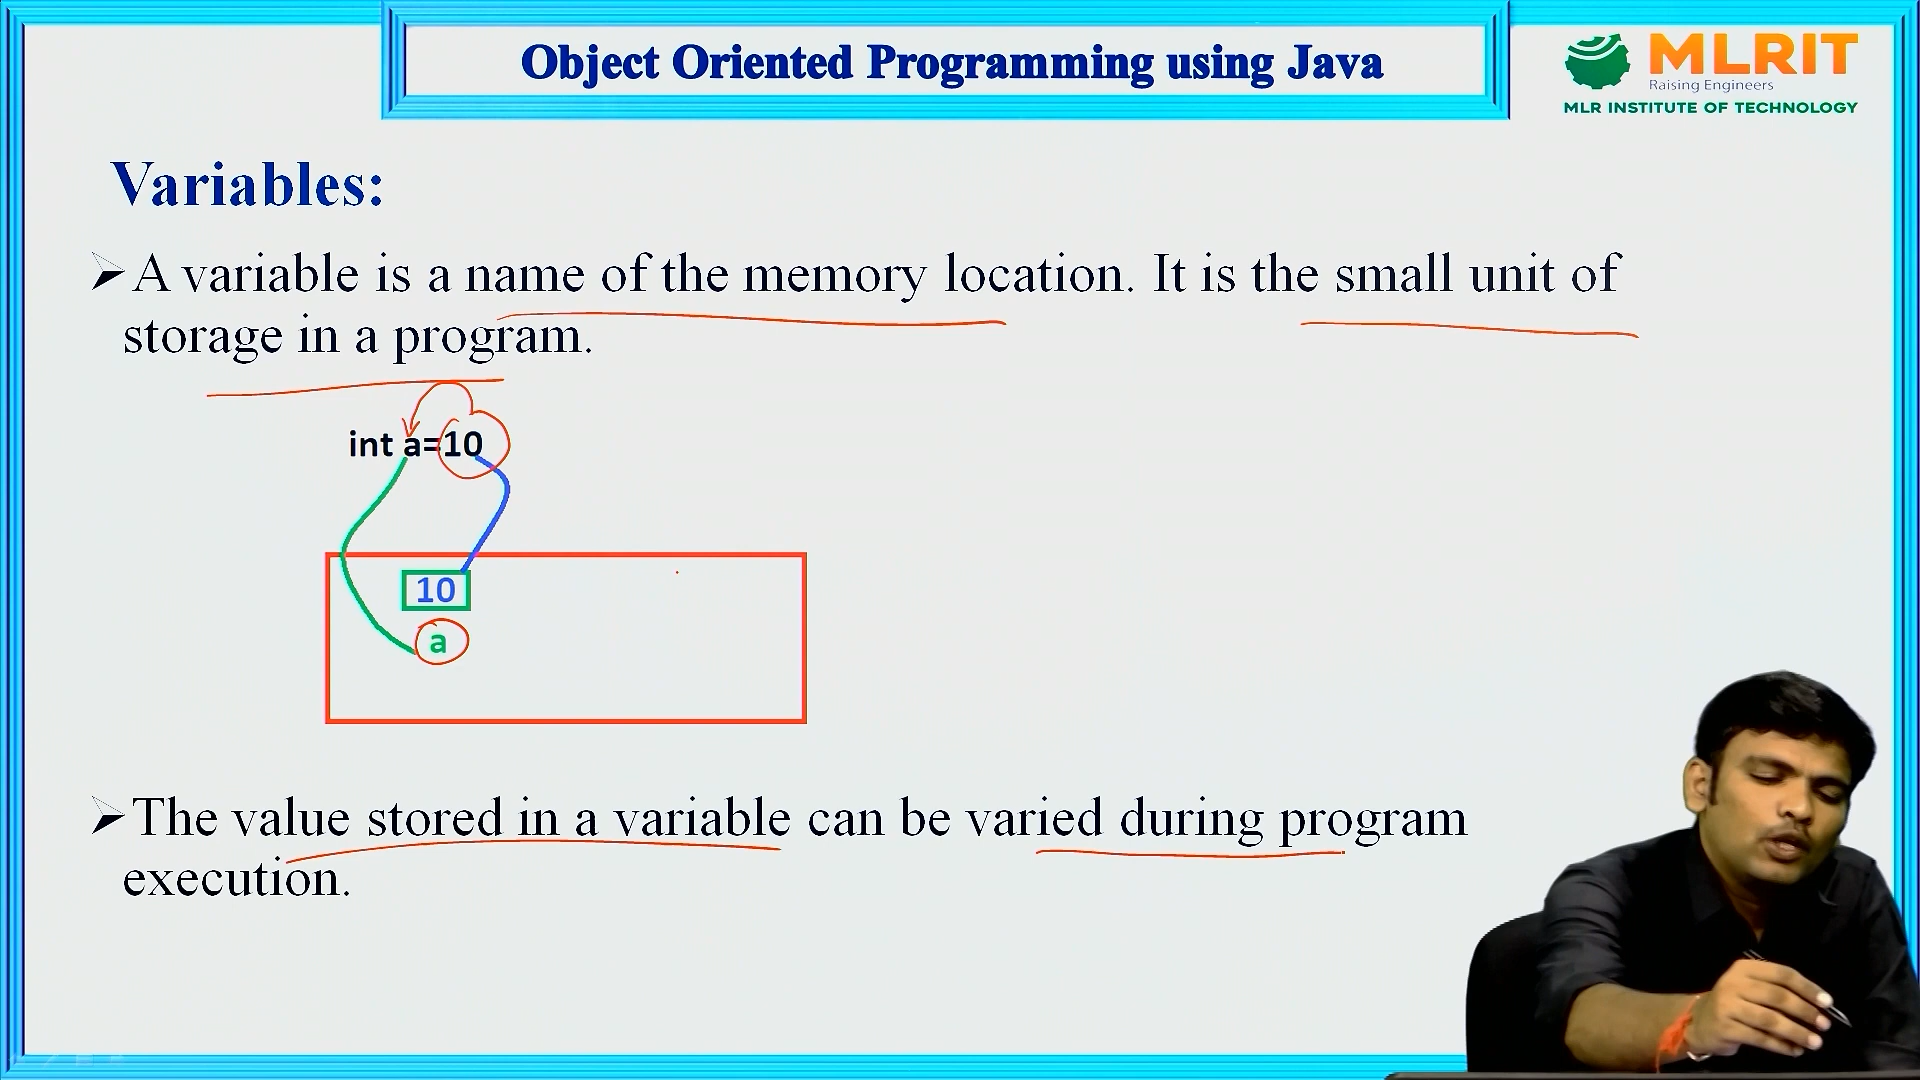 Object Oriented Programming using Java
MLRIT
Raising Engineers
MLR INSTITUTE OF TECHNOLOGY
Variables:
A variable is a name of the memory location. It is the small unit of
storage in a program.
int a=10
10
a
The value stored in a variable can be varied during program
execution.